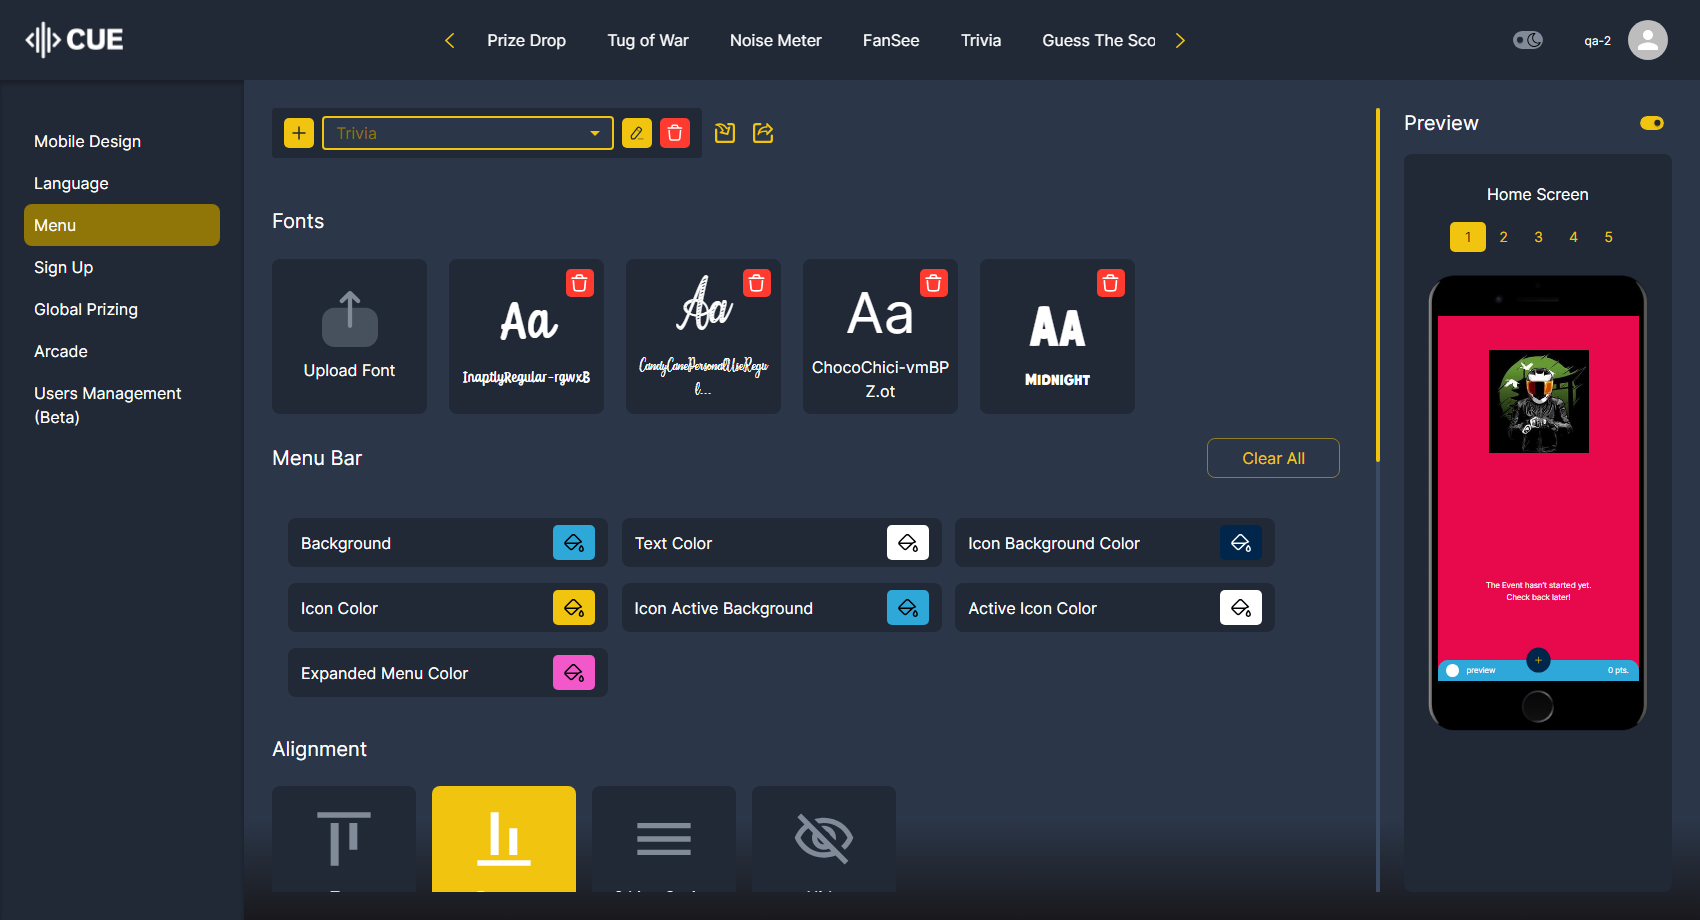 CUE
Prize Drop
Tug of War
Noise Meter
FanSee
Trivia
Guess The Sco
qa-2
Mobile Design
Language
Menu
Sign Up
Global Prizing
Arcade
Users Management
(Beta)
Trivia
Fonts
Upload Font
Aa
InaptlyRegular-rgwxB
Aa
CandyCanePersonalUseRegu
l...
Aa
ChocoChici-vmBP
Z.ot
AA
MIDNIGHT
Menu Bar
Clear All
Background
Text Color
Icon Background Color
Icon Color
Icon Active Background
Active Icon Color
Expanded Menu Color
Alignment
Preview
Home Screen
1 2 3 4 5
The Event hasn't started yet.
Check back later!
preview
0 pts.